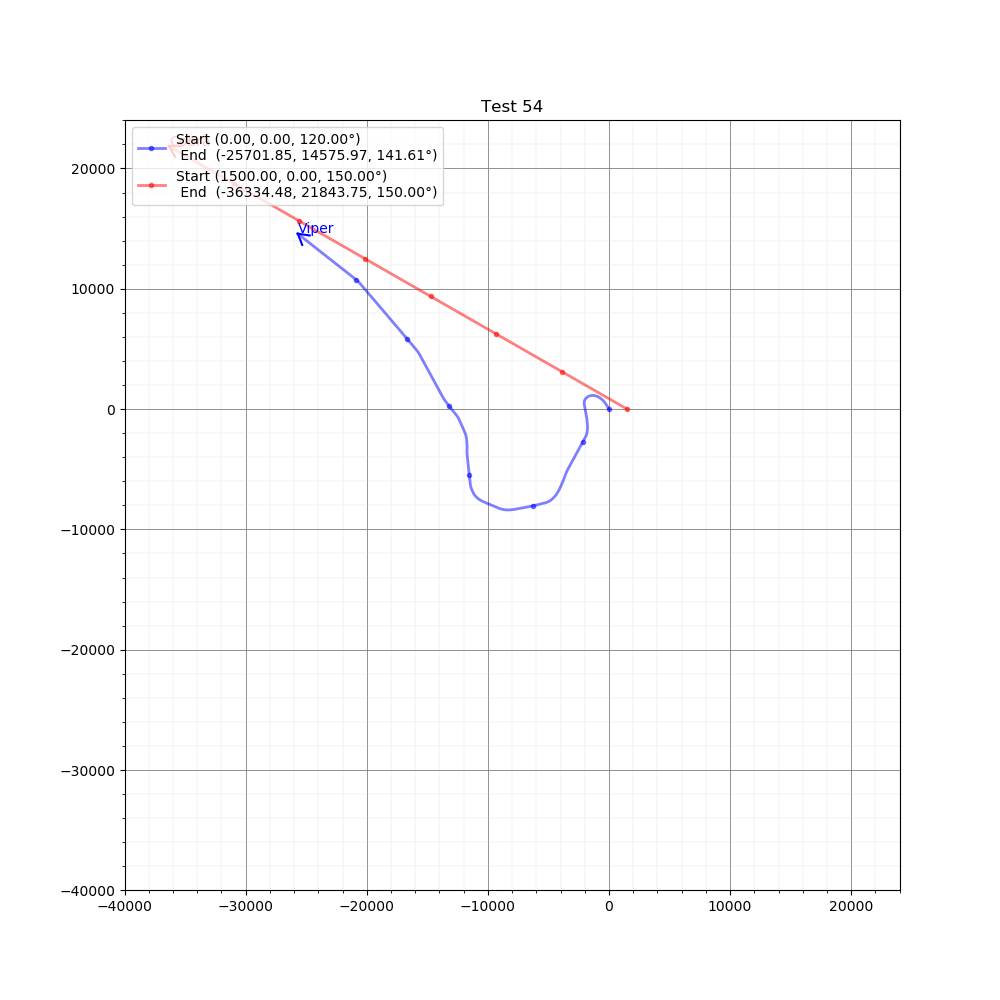 Test 54
Start (0.00, 0.00, 120.00°)
End (-25701.85, 14575.97, 141.61°)
Start (1500.00, 0.00, 150.00°)
End (-36334.48, 21843.75, 150.00°)
Viper
20000
10000
0
−10000
−20000
−30000
−40000
−40000 −30000 −20000 −10000 0 10000 20000